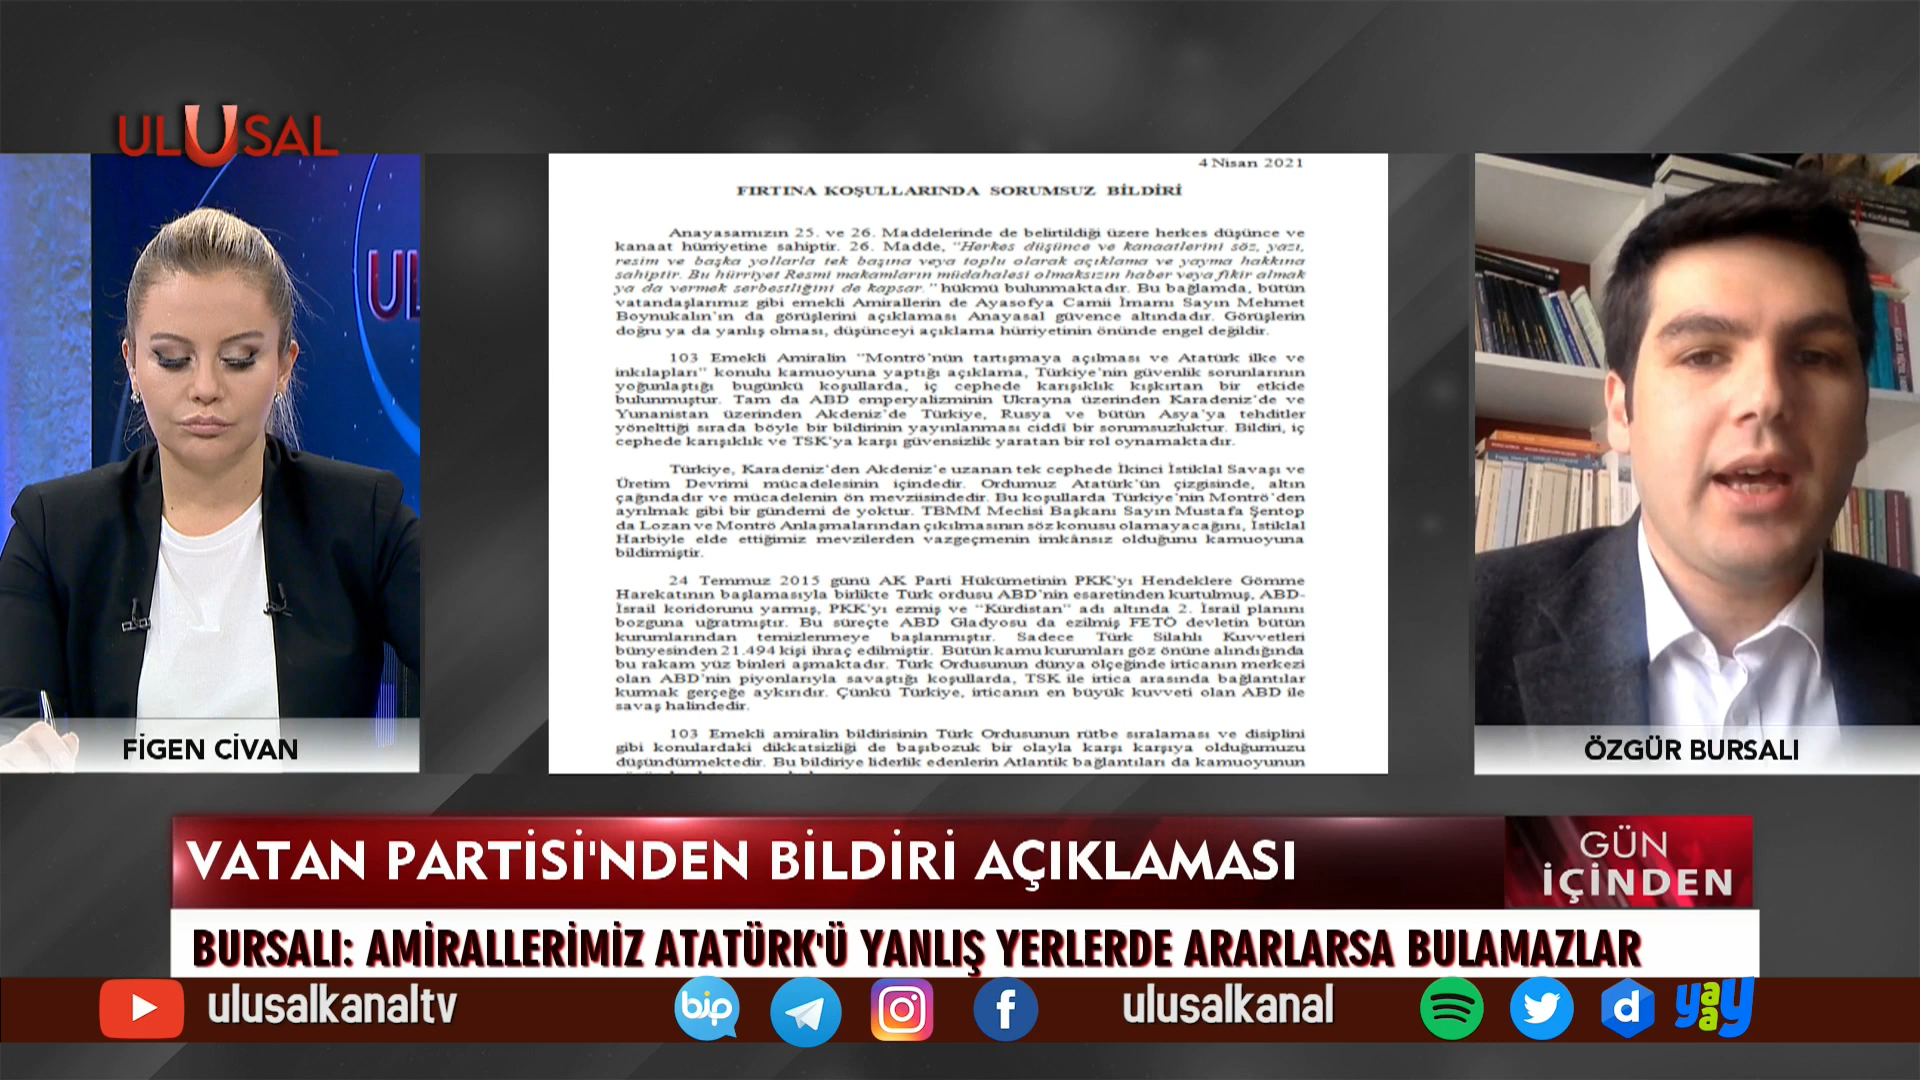 ULUSAL
4 Nisan 2021
FIRTINA KOŞULLARINDA SORUMSUZ BİLDİRİ
Anayasamızın 25. ve 26. Maddelerinde de belirtildiği üzere herkes düşünce ve
kanaat hürriyetine sahiptir. 26. Madde, "Herkes düşünce ve kanaatlerini söz, yazı,
resim ve başka yollarla tek başına veya toplu olarak açıklama ve yayma hakkına
sahiptir. Bu hürriyet Resmi makamların müdahalesi olmaksızın haber veya fikir almak
ya da vermek serbestliğini de kapsar." hükmü bulunmaktadır. Bu bağlamda, bütün
vatandaşlarımız gibi emekli Amirallerin de Ayasofya Camii İmamı Sayın Mehmet
Boynukalın'ın da görüşlerini açıklaması Anayasal güvence altındadır. Görüşlerin
doğru ya da yanlış olması, düşünceyi açıklama hürriyetinin önünde engel değildir.
103 Emekli Amiralin "Montrö'nün tartışmaya açılması ve Atatürk ilke ve
inkılapları" konulu kamuoyuna yaptığı açıklama, Türkiye'nin güvenlik sorunlarının
yoğunlaştığı bugünkü koşullarda, iç cephede karışıklık kışkırtan bir etkide
bulunmuştur. Tam da ABD emperyalizminin Ukrayna üzerinden Karadeniz'de ve
Yunanistan üzerinden Akdeniz'de Türkiye, Rusya ve bütün Asya'ya tehditler
yönelttiği sırada böyle bir bildirinin yayınlanması ciddî bir sorumsuzluktur. Bildiri, iç
cephede karışıklık ve TSK'ya karşı güvensizlik yaratan bir rol oynamaktadır.
Türkiye, Karadeniz'den Akdeniz'e uzanan tek cephede İkinci İstiklal Savaşı ve
Üretim Devrimi mücadelesinin içindedir. Ordumuz Atatürk'ün çizgisinde, altın
çağındadır ve mücadelenin ön mevziisindedir. Bu koşullarda Türkiye'nin Montrö'den
ayrılmak gibi bir gündemi de yoktur. TBMM Meclisi Başkanı Sayın Mustafa Şentop
da Lozan ve Montrö Anlaşmalarından çıkılmasının söz konusu olamayacağını, İstiklal
Harbiyle elde ettiğimiz mevzilerden vazgeçmenin imkânsız olduğunu kamuoyuna
bildirmiştir.
24 Temmuz 2015 günü AK Parti Hükümetinin PKK'yı Hendeklere Gömme
Harekatının başlamasıyla birlikte Türk ordusu ABD'nin esaretinden kurtulmuş, ABD-
İsrail koridorunu yarmış, PKK'yı ezmiş ve "Kürdistan" adı altında 2. İsrail planını
bozguna uğratmıştır. Bu süreçte ABD Gladyosu da ezilmiş FETÖ devletin bütün
kurumlarından temizlenmeye başlanmıştır. Sadece Türk Silahlı Kuvvetleri
bünyesinden 21.494 kişi ihraç edilmiştir. Bütün kamu kurumları göz önüne alındığında
bu rakam yüz binleri aşmaktadır. Türk Ordusunun dünya ölçeğinde irticanın merkezi
olan ABD'nin piyonlarıyla savaştığı koşullarda, TSK ile irtica arasında bağlantılar
kurmak gerçeğe aykırıdır. Çünkü Türkiye, irticanın en büyük kuvveti olan ABD ile
savaş halindedir.
103 Emekli amiralin bildirisinin Türk Ordusunun rütbe sıralaması ve disiplini
gibi konulardaki dikkatsizliği de başıbozuk bir olayla karşı karşıya olduğumuzu
düşündürmektedir. Bu bildiriye liderlik edenlerin Atlantik bağlantıları da kamuoyunun
FİGEN CİVAN
ÖZGÜR BURSALI
VATAN PARTİSİ'NDEN BİLDİRİ AÇIKLAMASI
GÜN
İÇİNDEN
BURSALI: AMİRALLERİMİZ ATATÜRK'Ü YANLIŞ YERLERDE ARARLARSA BULAMAZLAR
ulusalkanaltv
bip
ulusalkanal
d
yaay